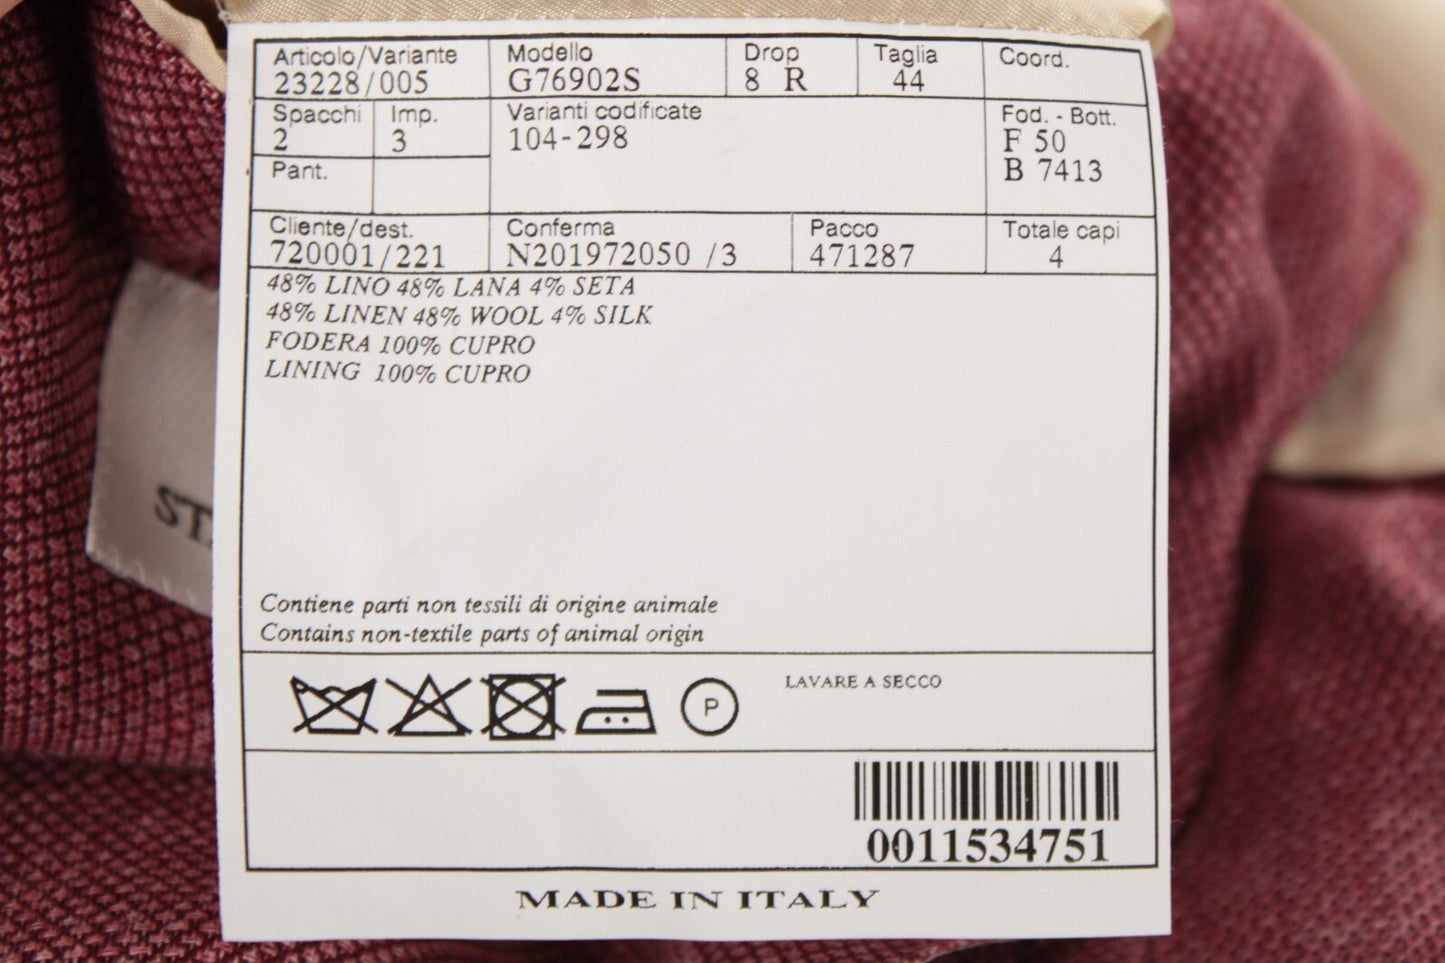 Articolo/Variante Modello Drop Taglia Coord.
23228/005 G76902S 8 R 44
Spacchi Imp. Varianti codificate Fod. - Bott.
2 3 104-298 F 50
Pant. B 7413
Cliente/dest. Conferma Pacco Totale capi
720001/221 N201972050 /3 471287 4
48% LINO 48% LANA 4% SETA
48% LINEN 48% WOOL 4% SILK
FODERA 100% CUPRO
LINING 100% CUPRO
Contiene parti non tessili di origine animale
Contains non-textile parts of animal origin
P LAVARE A SECCO
0011534751
MADE IN ITALY